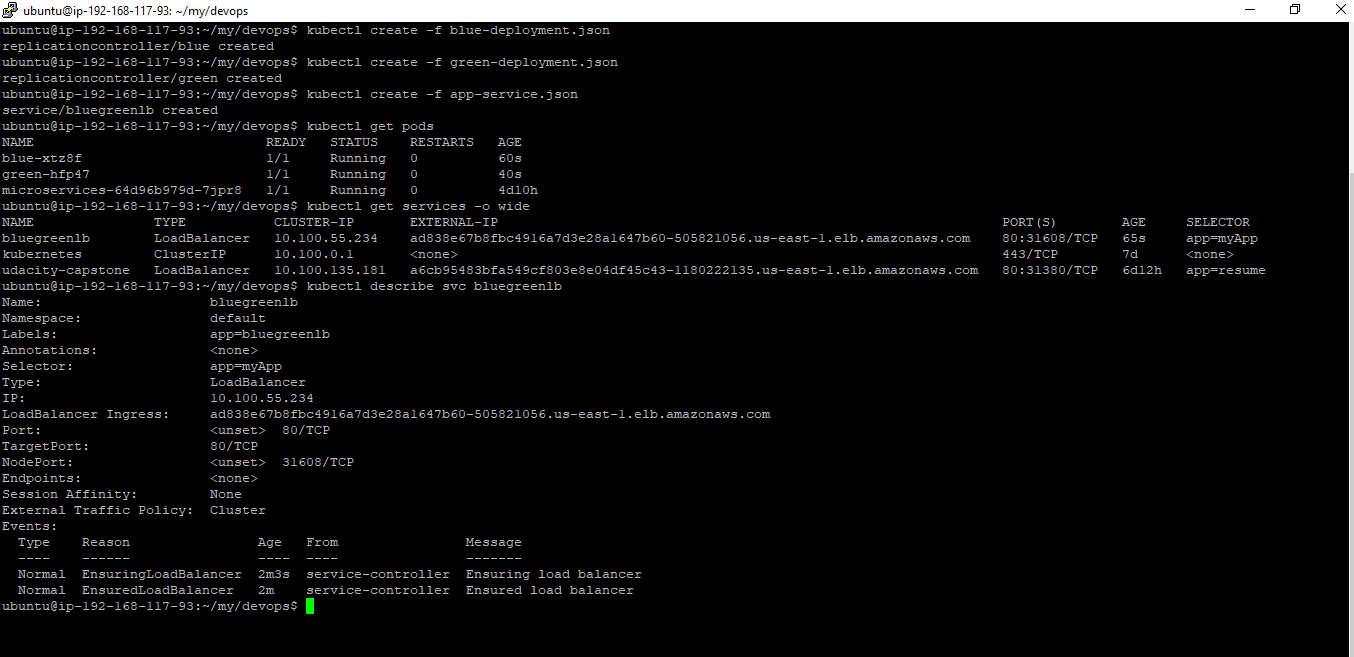 ubuntu@ip-192-168-117-93: ~/my/devops
ubuntu@ip-192-168-117-93:~/my/devops$ kubectl create -f blue-deployment.json
replicationcontroller/blue created
ubuntu@ip-192-168-117-93:~/my/devops$ kubectl create -f green-deployment.json
replicationcontroller/green created
ubuntu@ip-192-168-117-93:~/my/devops$ kubectl create -f app-service.json
service/bluegreenlb created
ubuntu@ip-192-168-117-93:~/my/devops$ kubectl get pods
NAME READY STATUS RESTARTS AGE
blue-xtz8f 1/1 Running 0 60s
green-hfp47 1/1 Running 0 40s
microservices-64d96b979d-7jpr8 1/1 Running 0 4d10h
ubuntu@ip-192-168-117-93:~/my/devops$ kubectl get services -o wide
NAME TYPE CLUSTER-IP EXTERNAL-IP PORT(S) AGE SELECTOR
bluegreenlb LoadBalancer 10.100.55.234 ad838e67b8fbc4916a7d3e28a1647b60-505821056.us-east-1.elb.amazonaws.com 80:31608/TCP 65s app=myApp
kubernetes ClusterIP 10.100.0.1 <none> 443/TCP 7d <none>
udacity-capstone LoadBalancer 10.100.135.181 a6cb95483bfa549cf803e8e04df45c43-1180222135.us-east-1.elb.amazonaws.com 80:31380/TCP 6d12h app=resume
ubuntu@ip-192-168-117-93:~/my/devops$ kubectl describe svc bluegreenlb
Name: bluegreenlb
Namespace: default
Labels: app=bluegreenlb
Annotations: <none>
Selector: app=myApp
Type: LoadBalancer
IP: 10.100.55.234
LoadBalancer Ingress: ad838e67b8fbc4916a7d3e28a1647b60-505821056.us-east-1.elb.amazonaws.com
Port: <unset> 80/TCP
TargetPort: 80/TCP
NodePort: <unset> 31608/TCP
Endpoints: <none>
Session Affinity: None
External Traffic Policy: Cluster
Events:
Type Reason Age From Message
---- ------ ---- ---- -------
Normal EnsuringLoadBalancer 2m3s service-controller Ensuring load balancer
Normal EnsuredLoadBalancer 2m service-controller Ensured load balancer
ubuntu@ip-192-168-117-93:~/my/devops$